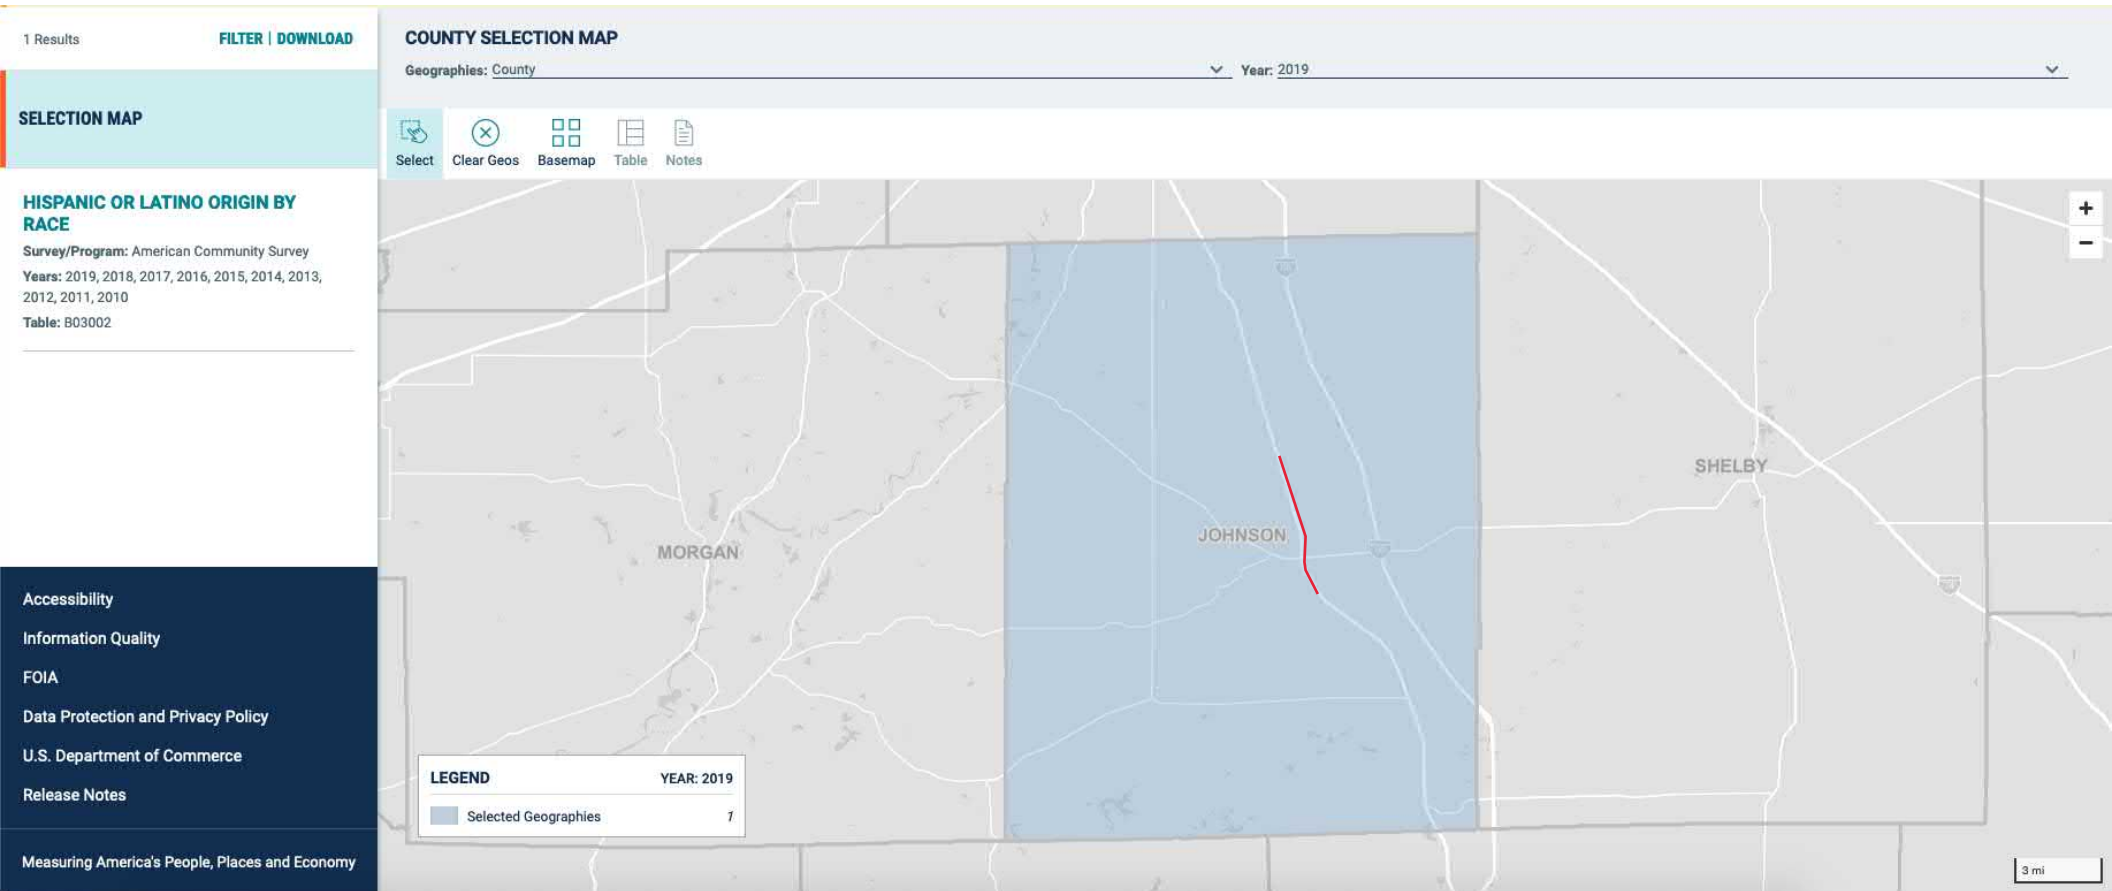 1 Results
FILTER | DOWNLOAD
SELECTION MAP
HISPANIC OR LATINO ORIGIN BY
RACE
Survey/Program: American Community Survey
Years: 2019, 2018, 2017, 2016, 2015, 2014, 2013,
2012, 2011, 2010
Table: B03002
Accessibility
Information Quality
FOIA
Data Protection and Privacy Policy
U.S. Department of Commerce
Release Notes
Measuring America's People, Places and Economy
COUNTY SELECTION MAP
Geographies: County
Year: 2019
Select
Clear Geos
Basemap
Table
Notes
+
−
MORGAN
JOHNSON
SHELBY
LEGEND
YEAR: 2019
Selected Geographies
1
3 mi